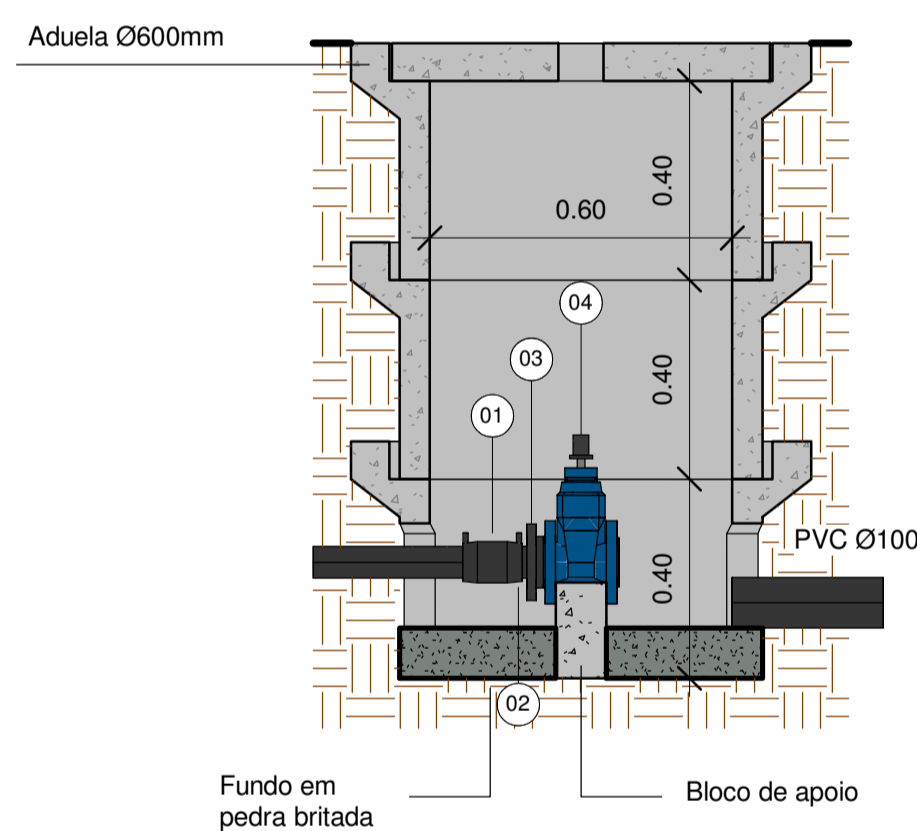 Aduela Ø600mm
0.40
0.60
04
03
0.40
01
PVC Ø100
0.40
02
Fundo em
pedra britada
Bloco de apoio